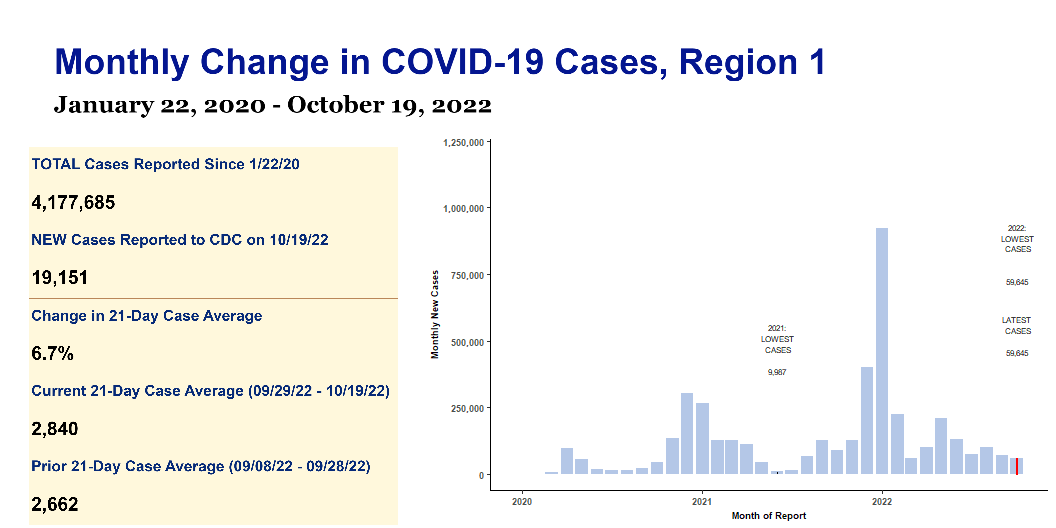 Monthly Change in COVID-19 Cases, Region 1
January 22, 2020 - October 19, 2022
TOTAL Cases Reported Since 1/22/20
4,177,685
NEW Cases Reported to CDC on 10/19/22
19,151
Change in 21-Day Case Average
6.7%
Current 21-Day Case Average (09/29/22 - 10/19/22)
2,840
Prior 21-Day Case Average (09/08/22 - 09/28/22)
2,662
Monthly New Cases
1,250,000
1,000,000
750,000
500,000
250,000
0
2021:
LOWEST
CASES
9,987
2022:
LOWEST
CASES
59,645
LATEST
CASES
59,645
2020
2021
2022
Month of Report